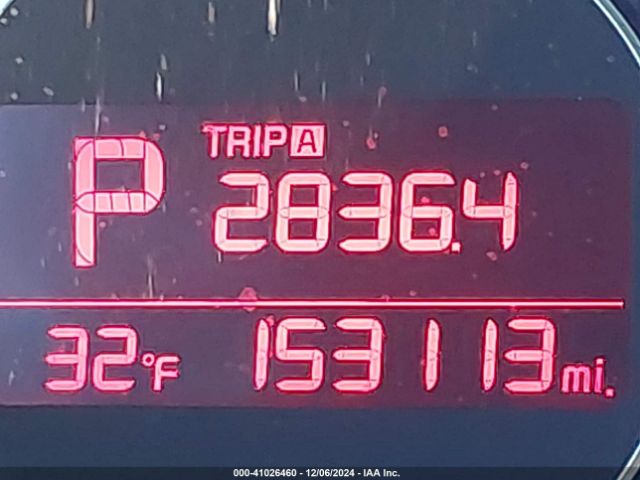 P
TRIP A
2836.4
32°F 153113 mi.
000-41026460 - 12/06/2024 - IAA Inc.